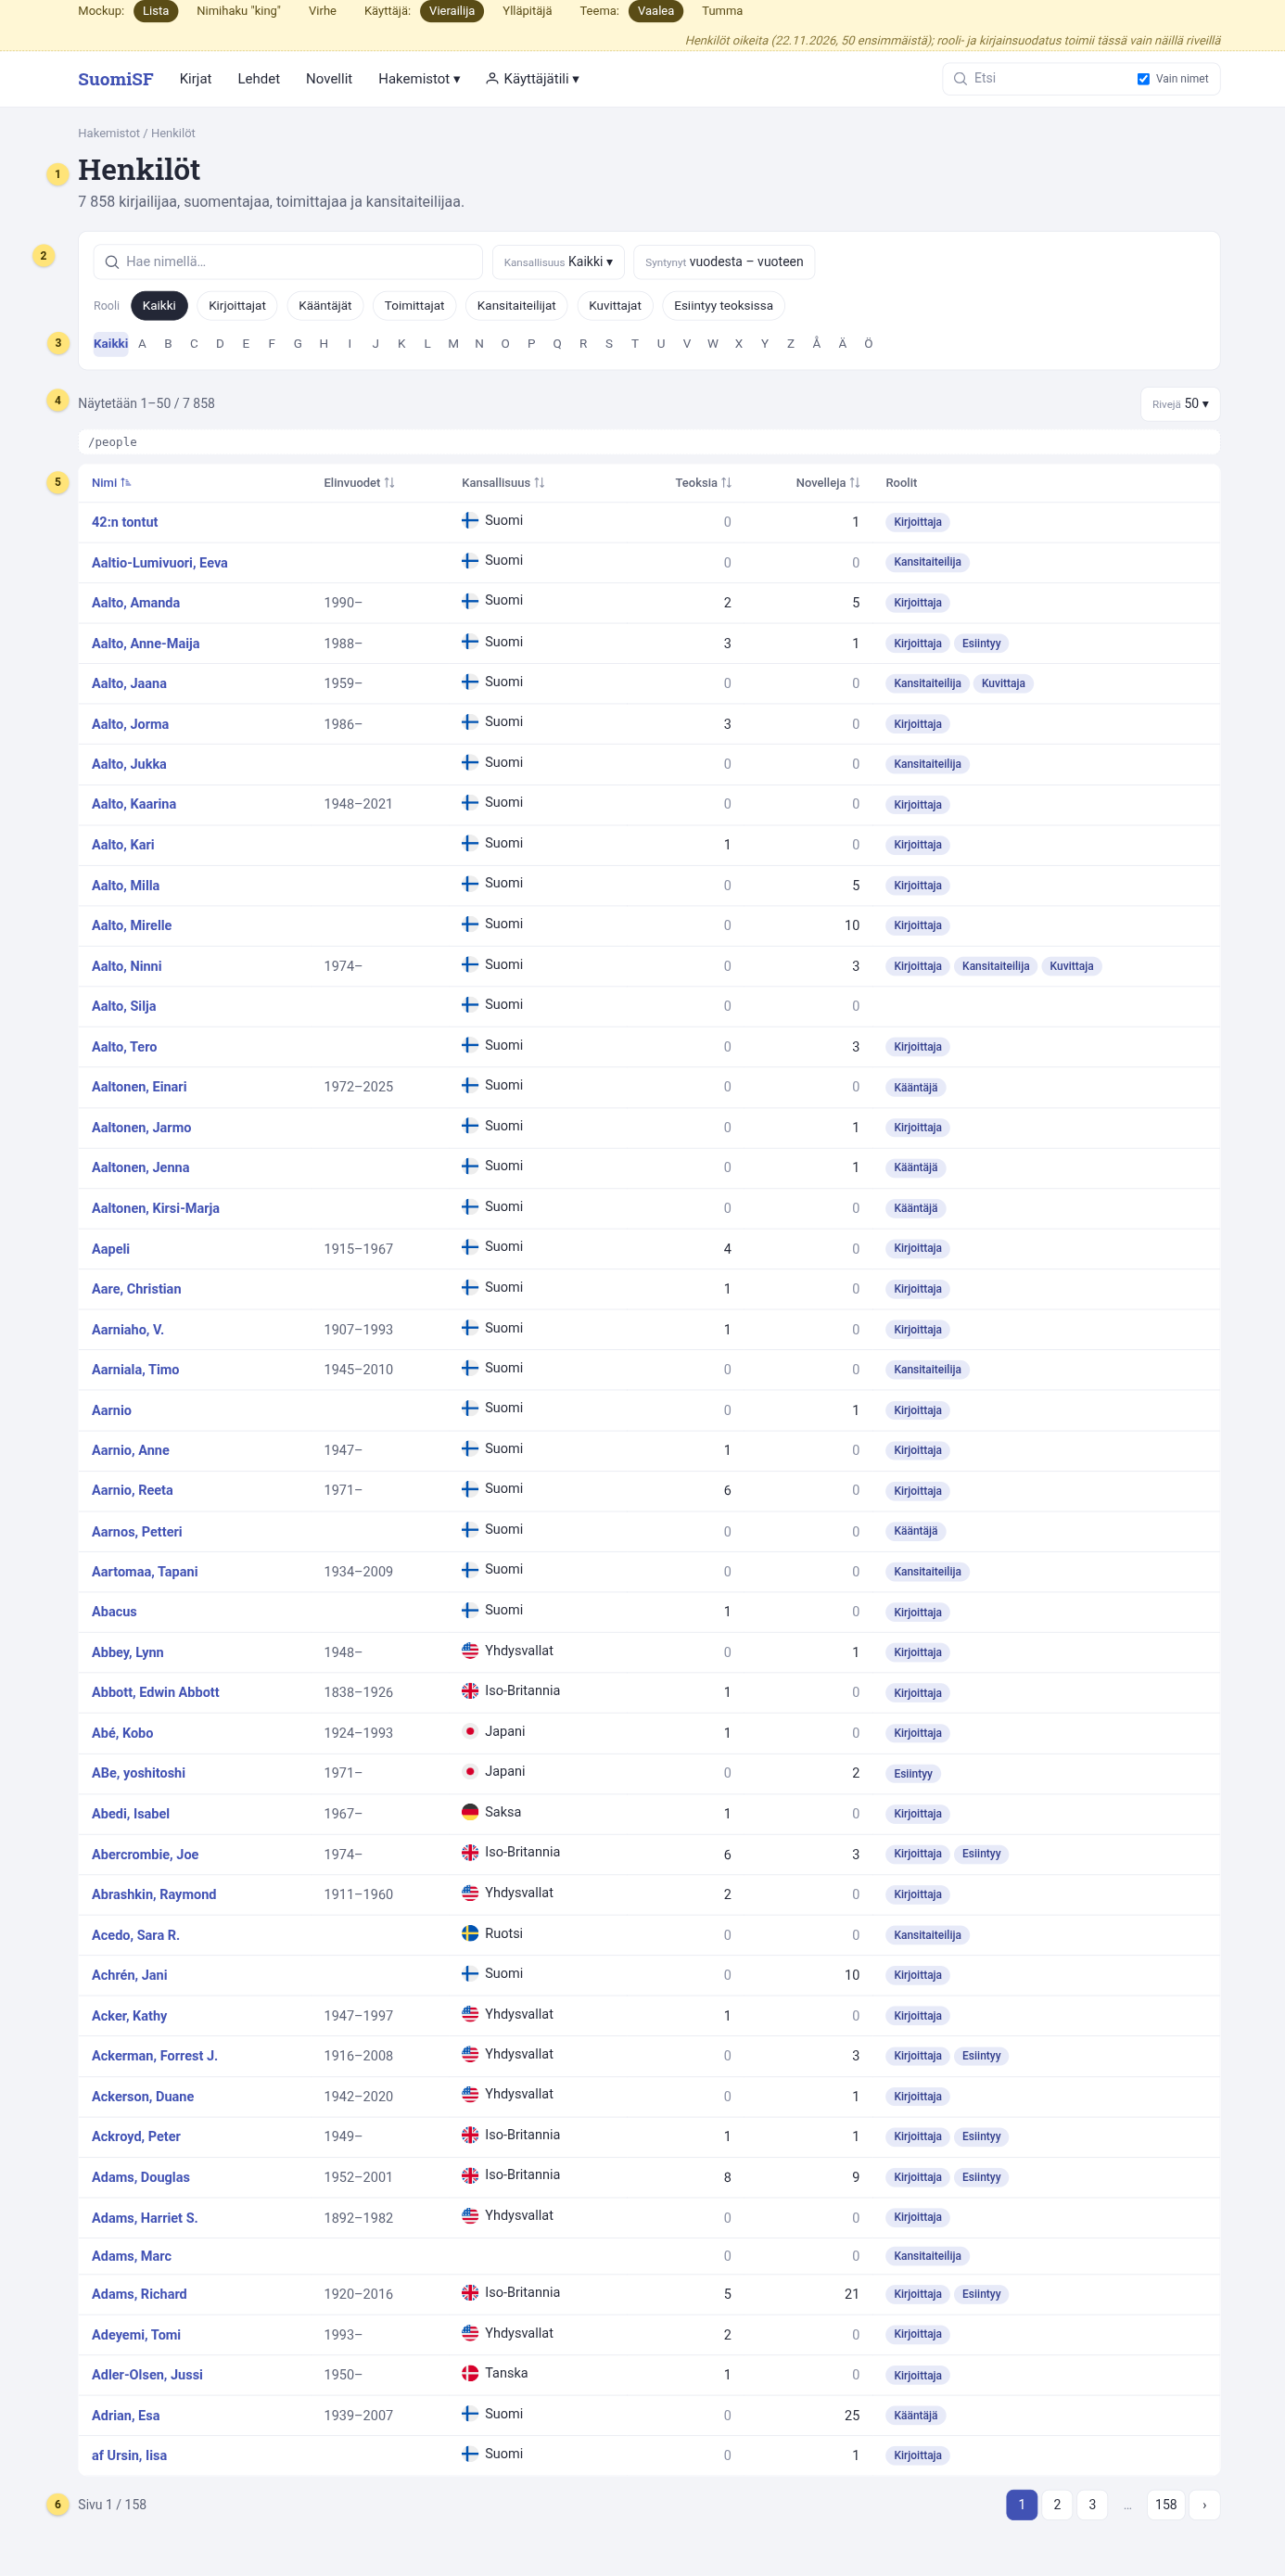 Mockup: Lista Nimihaku "king" Virhe Käyttäjä: Vierailija Ylläpitäjä Teema: Vaalea Tumma
Henkilöt oikeita (22.11.2026, 50 ensimmäistä); rooli- ja kirjainsuodatus toimii tässä vain näillä riveillä
SuomiSF Kirjat Lehdet Novellit Hakemistot ▾ Käyttäjätili ▾ Etsi Vain nimet
Hakemistot / Henkilöt
1 Henkilöt
7 858 kirjailijaa, suomentajaa, toimittajaa ja kansitaiteilijaa.
2 Hae nimellä… Kansallisuus Kaikki ▾ Syntynyt vuodesta – vuoteen
Rooli Kaikki Kirjoittajat Kääntäjät Toimittajat Kansitaiteilijat Kuvittajat Esiintyy teoksissa
3 Kaikki A B C D E F G H I J K L M N O P Q R S T U V W X Y Z Å Ä Ö
4 Näytetään 1–50 / 7 858 Rivejä 50 ▾
/people
5 Nimi Elinvuodet Kansallisuus Teoksia Novelleja Roolit
42:n tontut Suomi 0 1 Kirjoittaja
Aaltio-Lumivuori, Eeva Suomi 0 0 Kansitaiteilija
Aalto, Amanda 1990– Suomi 2 5 Kirjoittaja
Aalto, Anne-Maija 1988– Suomi 3 1 Kirjoittaja Esiintyy
Aalto, Jaana 1959– Suomi 0 0 Kansitaiteilija Kuvittaja
Aalto, Jorma 1986– Suomi 3 0 Kirjoittaja
Aalto, Jukka Suomi 0 0 Kansitaiteilija
Aalto, Kaarina 1948–2021 Suomi 0 0 Kirjoittaja
Aalto, Kari Suomi 1 0 Kirjoittaja
Aalto, Milla Suomi 0 5 Kirjoittaja
Aalto, Mirelle Suomi 0 10 Kirjoittaja
Aalto, Ninni 1974– Suomi 0 3 Kirjoittaja Kansitaiteilija Kuvittaja
Aalto, Silja Suomi 0 0
Aalto, Tero Suomi 0 3 Kirjoittaja
Aaltonen, Einari 1972–2025 Suomi 0 0 Kääntäjä
Aaltonen, Jarmo Suomi 0 1 Kirjoittaja
Aaltonen, Jenna Suomi 0 1 Kääntäjä
Aaltonen, Kirsi-Marja Suomi 0 0 Kääntäjä
Aapeli 1915–1967 Suomi 4 0 Kirjoittaja
Aare, Christian Suomi 1 0 Kirjoittaja
Aarniaho, V. 1907–1993 Suomi 1 0 Kirjoittaja
Aarniala, Timo 1945–2010 Suomi 0 0 Kansitaiteilija
Aarnio Suomi 0 1 Kirjoittaja
Aarnio, Anne 1947– Suomi 1 0 Kirjoittaja
Aarnio, Reeta 1971– Suomi 6 0 Kirjoittaja
Aarnos, Petteri Suomi 0 0 Kääntäjä
Aartomaa, Tapani 1934–2009 Suomi 0 0 Kansitaiteilija
Abacus Suomi 1 0 Kirjoittaja
Abbey, Lynn 1948– Yhdysvallat 0 1 Kirjoittaja
Abbott, Edwin Abbott 1838–1926 Iso-Britannia 1 0 Kirjoittaja
Abé, Kobo 1924–1993 Japani 1 0 Kirjoittaja
ABe, yoshitoshi 1971– Japani 0 2 Esiintyy
Abedi, Isabel 1967– Saksa 1 0 Kirjoittaja
Abercrombie, Joe 1974– Iso-Britannia 6 3 Kirjoittaja Esiintyy
Abrashkin, Raymond 1911–1960 Yhdysvallat 2 0 Kirjoittaja
Acedo, Sara R. Ruotsi 0 0 Kansitaiteilija
Achrén, Jani Suomi 0 10 Kirjoittaja
Acker, Kathy 1947–1997 Yhdysvallat 1 0 Kirjoittaja
Ackerman, Forrest J. 1916–2008 Yhdysvallat 0 3 Kirjoittaja Esiintyy
Ackerson, Duane 1942–2020 Yhdysvallat 0 1 Kirjoittaja
Ackroyd, Peter 1949– Iso-Britannia 1 1 Kirjoittaja Esiintyy
Adams, Douglas 1952–2001 Iso-Britannia 8 9 Kirjoittaja Esiintyy
Adams, Harriet S. 1892–1982 Yhdysvallat 0 0 Kirjoittaja
Adams, Marc 0 0 Kansitaiteilija
Adams, Richard 1920–2016 Iso-Britannia 5 21 Kirjoittaja Esiintyy
Adeyemi, Tomi 1993– Yhdysvallat 2 0 Kirjoittaja
Adler-Olsen, Jussi 1950– Tanska 1 0 Kirjoittaja
Adrian, Esa 1939–2007 Suomi 0 25 Kääntäjä
af Ursin, Iisa Suomi 0 1 Kirjoittaja
6 Sivu 1 / 158 1 2 3 … 158 ›